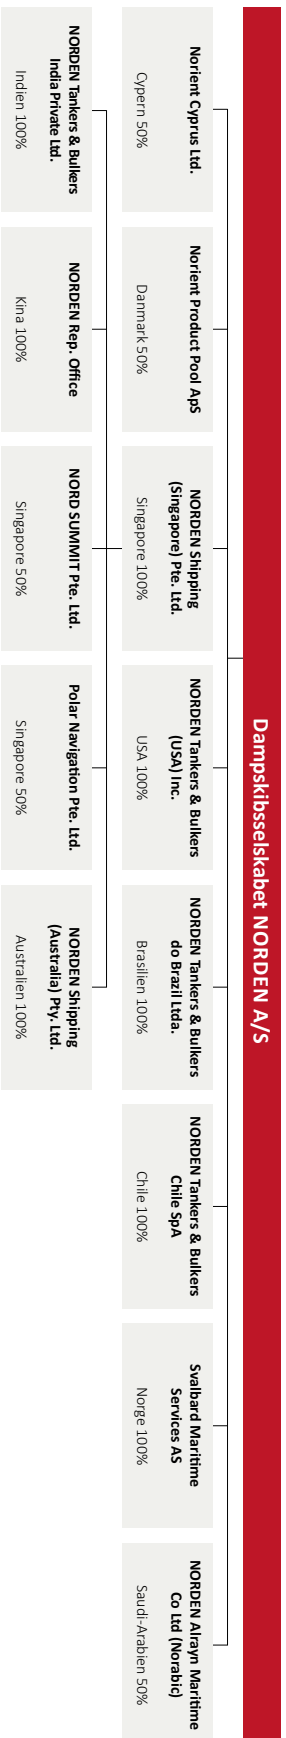 Dampskibsselskabet NORDEN A/S
Norient Cyprus Ltd.
Cypern 50%
Norient Product Pool ApS
Danmark 50%
NORDEN Shipping
(Singapore) Pte. Ltd.
Singapore 100%
NORDEN Tankers & Bulkers
(USA) Inc.
USA 100%
NORDEN Tankers & Bulkers
do Brazil Ltda.
Brasilien 100%
NORDEN Tankers & Bulkers
Chile SpA
Chile 100%
Svalbard Maritime
Services AS
Norge 100%
NORDEN Alrayn Maritime
Co Ltd (Norabic)
Saudi-Arabien 50%
NORDEN Tankers & Bulkers
India Private Ltd.
Indien 100%
NORDEN Rep. Office
Kina 100%
NORD SUMMIT Pte. Ltd.
Singapore 50%
Polar Navigation Pte. Ltd.
Singapore 50%
NORDEN Shipping
(Australia) Pty. Ltd.
Australien 100%